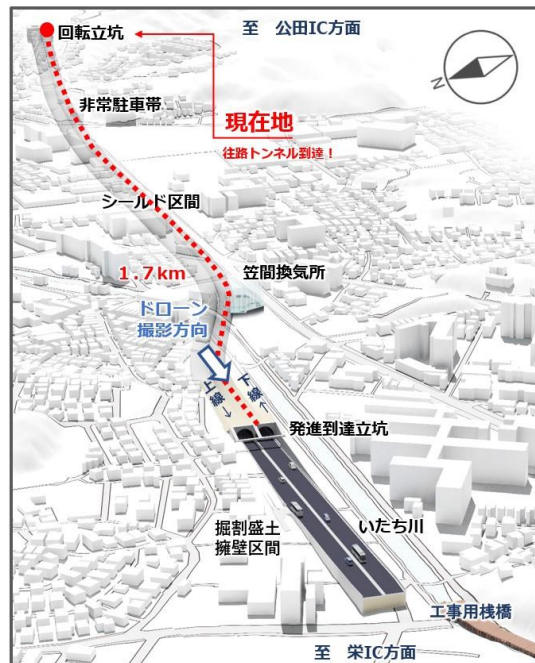 回転立坑
至　公田IC方面
N
非常駐車帯
現在地
往路トンネル到達！
シールド区間
1.7km
笠間換気所
ドローン
撮影方向
上線↓
下線↑
発進到達立坑
掘割盛土
擁壁区間
いたち川
工事用桟橋
至　栄IC方面